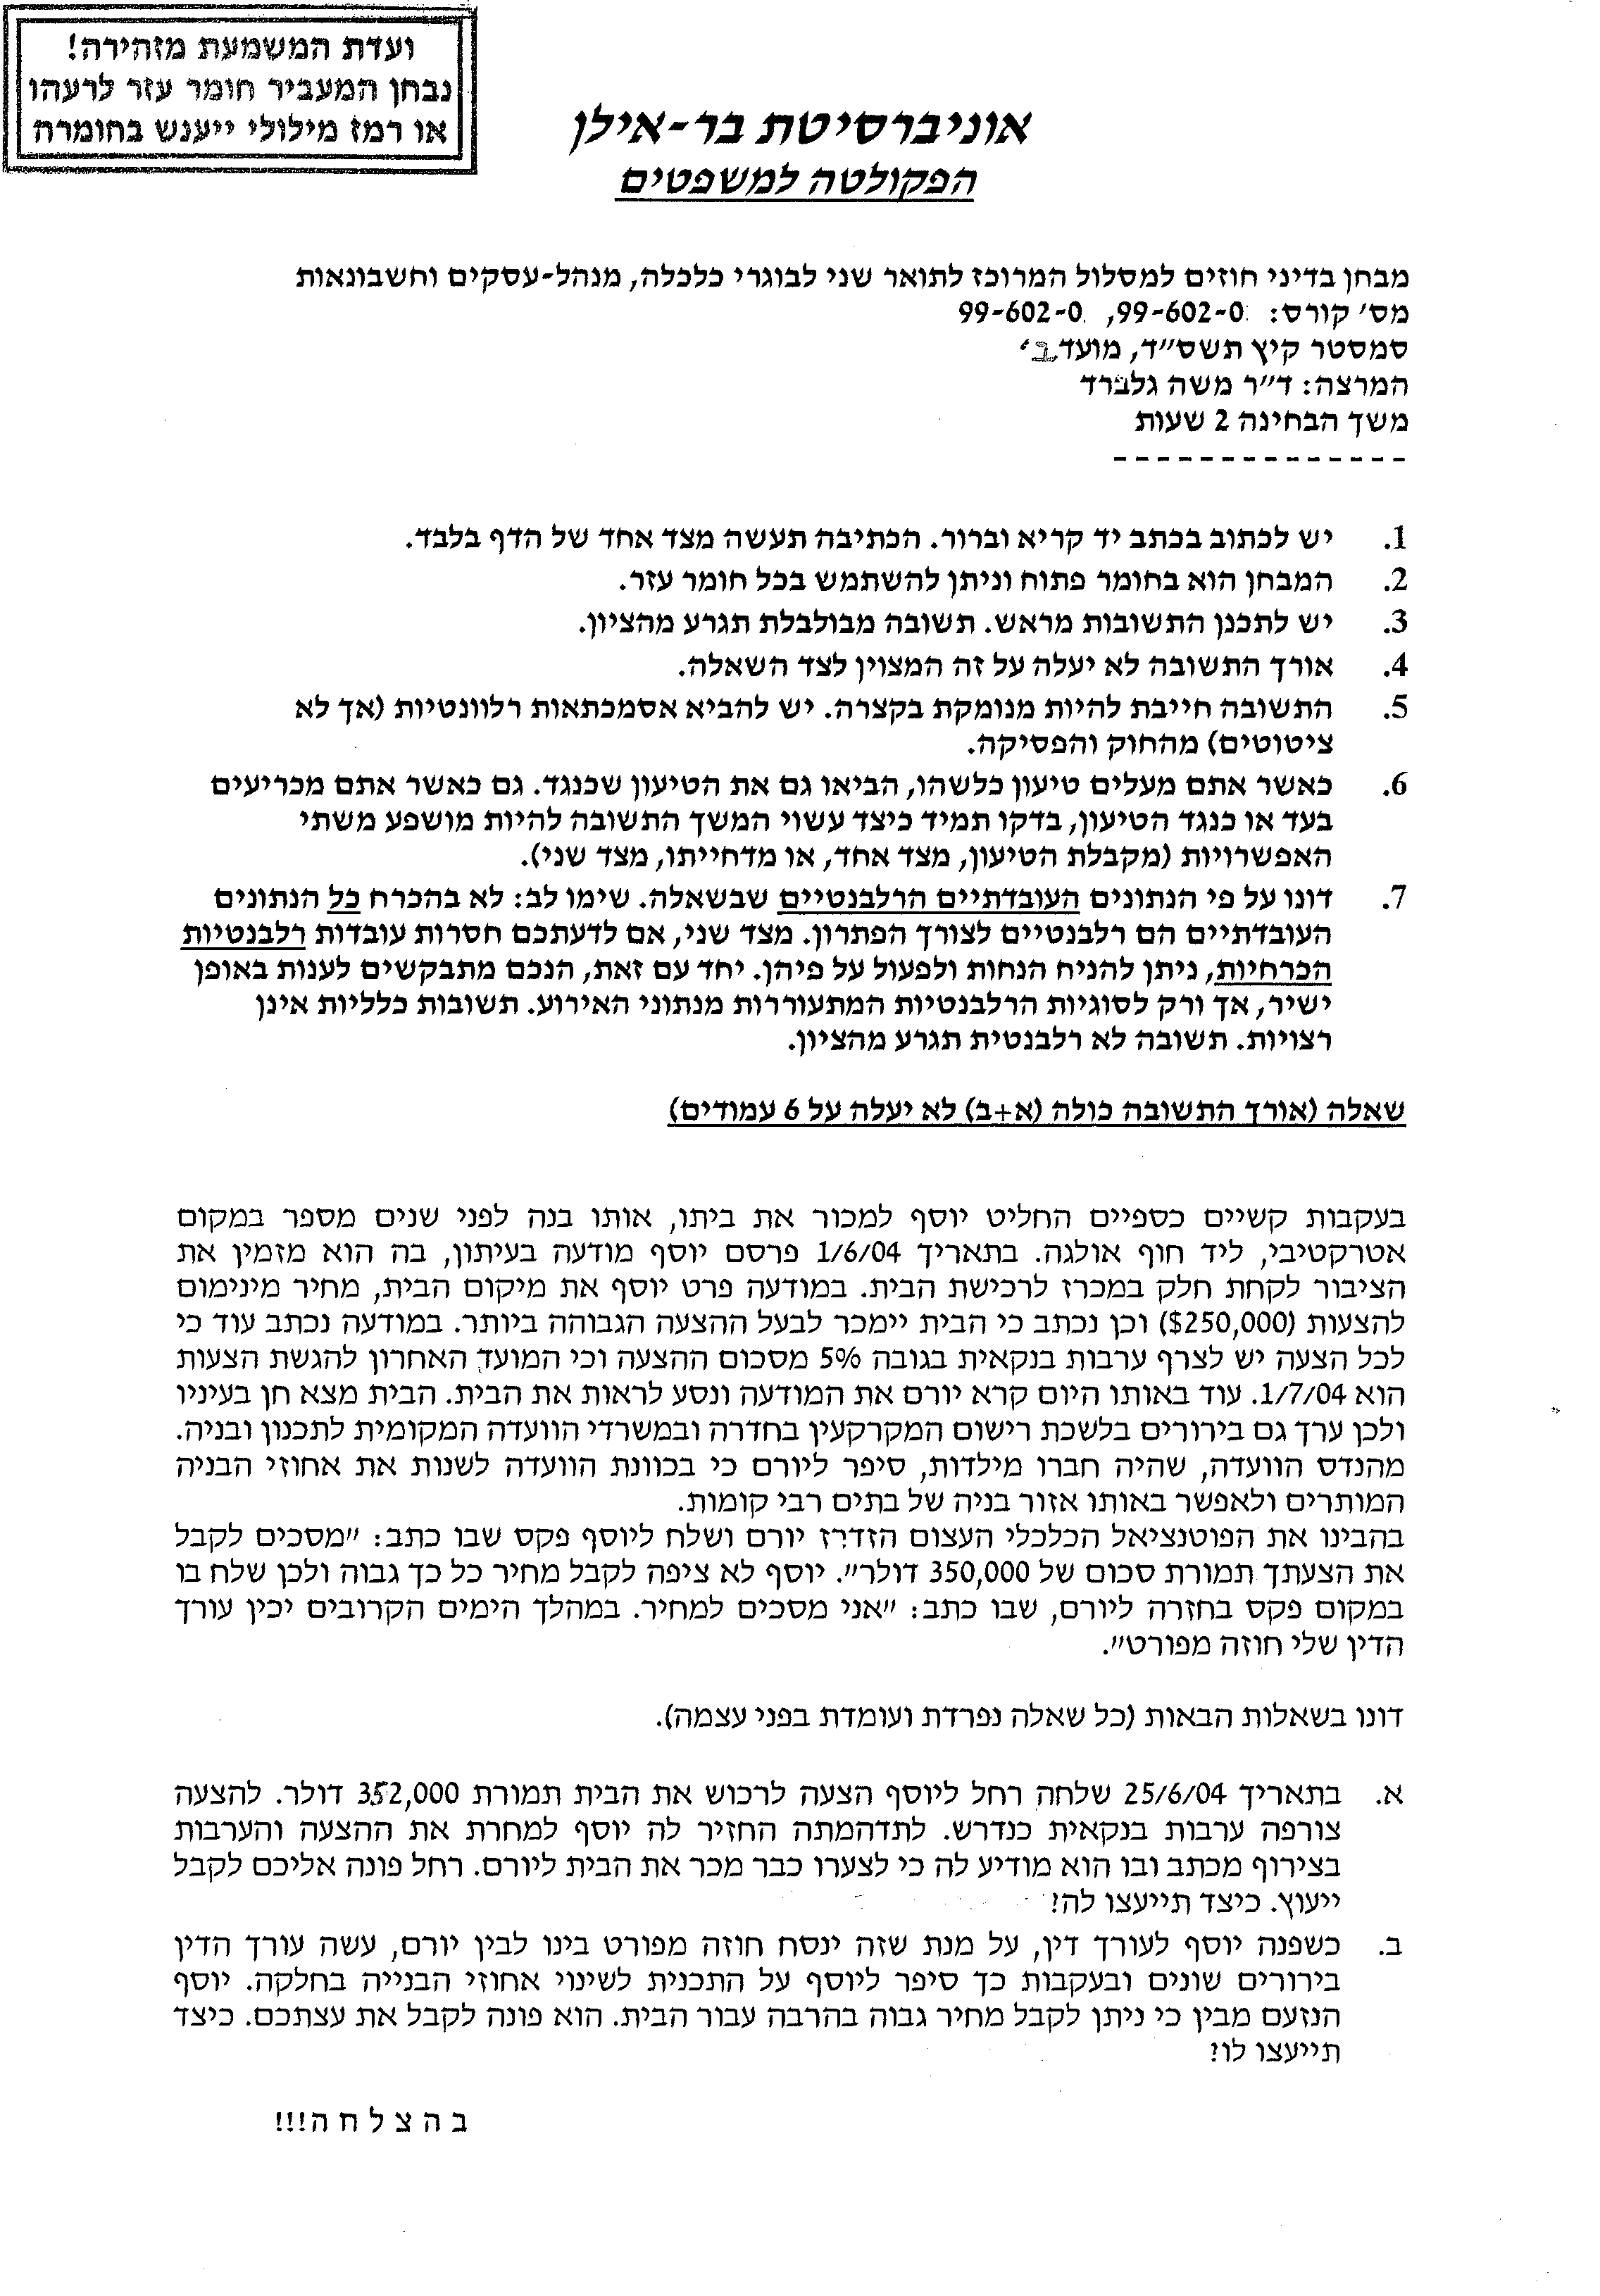 ועדת המשמעת מזהירה!
נבחן המעביר חומר עזר לרעהו
או רמז מילולי ייענש בחומרה
אוניברסיטת בר-אילן
הפקולטה למשפטים
מבחן בדיני חוזים למסלול המרוכז לתואר שני לבוגרי כלכלה, מנהל-עסקים וחשבונאות
מס' קורס: 99-602-0, 99-602-0
סמסטר קיץ תשס"ד, מועד ב'
המרצה: ד"ר משה גלברד
משך הבחינה 2 שעות
--------------
1. יש לכתוב בכתב יד קריא וברור. הכתיבה תעשה מצד אחד של הדף בלבד.
2. המבחן הוא בחומר פתוח וניתן להשתמש בכל חומר עזר.
3. יש לתכנן התשובות מראש. תשובה מבולבלת תגרע מהציון.
4. אורך התשובה לא יעלה על זה המצוין לצד השאלה.
5. התשובה חייבת להיות מנומקת בקצרה. יש להביא אסמכתאות רלוונטיות (אך לא
ציטוטים) מהחוק והפסיקה.
6. כאשר אתם מעלים טיעון כלשהו, הביאו גם את הטיעון שכנגד. גם כאשר אתם מכריעים
בעד או כנגד הטיעון, בדקו תמיד כיצד עשוי המשך התשובה להיות מושפע משתי
האפשרויות (מקבלת הטיעון, מצד אחד, או מדחייתו, מצד שני).
7. דונו על פי הנתונים העובדתיים הרלבנטיים שבשאלה. שימו לב: לא בהכרח כל הנתונים
העובדתיים הם רלבנטיים לצורך הפתרון. מצד שני, אם לדעתכם חסרות עובדות רלבנטיות
הכרחיות, ניתן להניח הנחות ולפעול על פיהן. יחד עם זאת, הנכם מתבקשים לענות באופן
ישיר, אך ורק לסוגיות הרלבנטיות המתעוררות מנתוני האירוע. תשובות כלליות אינן
רצויות. תשובה לא רלבנטית תגרע מהציון.
שאלה (אורך התשובה כולה (א+ב) לא יעלה על 6 עמודים)
בעקבות קשיים כספיים החליט יוסף למכור את ביתו, אותו בנה לפני שנים מספר במקום
אטרקטיבי, ליד חוף אולגה. בתאריך 1/6/04 פרסם יוסף מודעה בעיתון, בה הוא מזמין את
הציבור לקחת חלק במכרז לרכישת הבית. במודעה פרט יוסף את מיקום הבית, מחיר מינימום
להצעות (250,000$) וכן נכתב כי הבית יימכר לבעל ההצעה הגבוהה ביותר. במודעה נכתב עוד כי
לכל הצעה יש לצרף ערבות בנקאית בגובה 5% מסכום ההצעה וכי המועד האחרון להגשת הצעות
הוא 1/7/04. עוד באותו היום קרא יורם את המודעה ונסע לראות את הבית. הבית מצא חן בעיניו
ולכן ערך גם בירורים בלשכת רישום המקרקעין בחדרה ובמשרדי הוועדה המקומית לתכנון ובניה.
מהנדס הוועדה, שהיה חברו מילדות, סיפר ליורם כי בכוונת הוועדה לשנות את אחוזי הבניה
המותרים ולאפשר באותו אזור בניה של בתים רבי קומות.
בהבינו את הפוטנציאל הכלכלי העצום הזדרז יורם ושלח ליוסף פקס שבו כתב: "מסכים לקבל
את הצעתך תמורת סכום של 350,000 דולר". יוסף לא ציפה לקבל מחיר כל כך גבוה ולכן שלח בו
במקום פקס בחזרה ליורם, שבו כתב: "אני מסכים למחיר. במהלך הימים הקרובים יכין עורך
הדין שלי חוזה מפורט".
דונו בשאלות הבאות (כל שאלה נפרדת ועומדת בפני עצמה).
א. בתאריך 25/6/04 שלחה רחל ליוסף הצעה לרכוש את הבית תמורת 352,000 דולר. להצעה
צורפה ערבות בנקאית כנדרש. לתדהמתה החזיר לה יוסף למחרת את ההצעה והערבות
בצירוף מכתב ובו הוא מודיע לה כי לצערו כבר מכר את הבית ליורם. רחל פונה אליכם לקבל
ייעוץ. כיצד תייעצו לה?
ב. כשפנה יוסף לעורך דין, על מנת שזה ינסח חוזה מפורט בינו לבין יורם, עשה עורך הדין
בירורים שונים ובעקבות כך סיפר ליוסף על התכנית לשינוי אחוזי הבנייה בחלקה. יוסף
הנזעם מבין כי ניתן לקבל מחיר גבוה בהרבה עבור הבית. הוא פונה לקבל את עצתכם. כיצד
תייעצו לו?
ב ה צ ל ח ה!!!